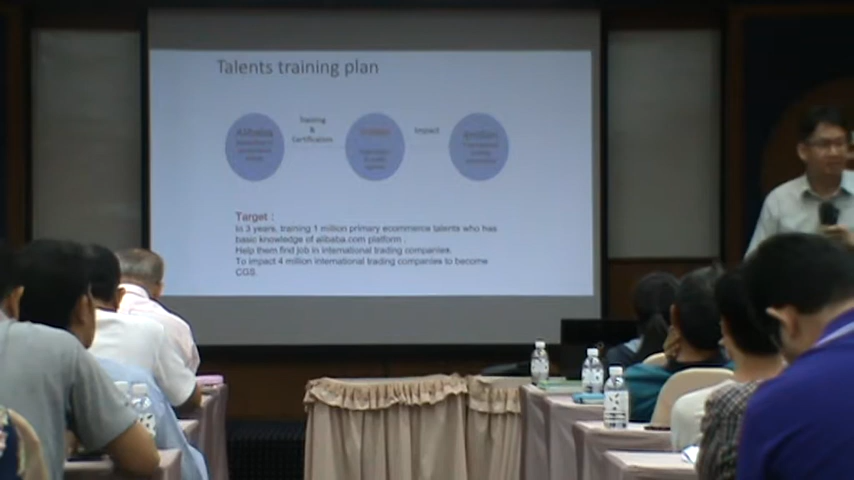 Talents training plan
Training
&
Certification
Impact
Target :
In 3 years, training 1 million primary ecommerce talents who has
basic knowledge of alibaba.com platform .
Help them find job in international trading companies.
To impact 4 million international trading companies to become
CGS.